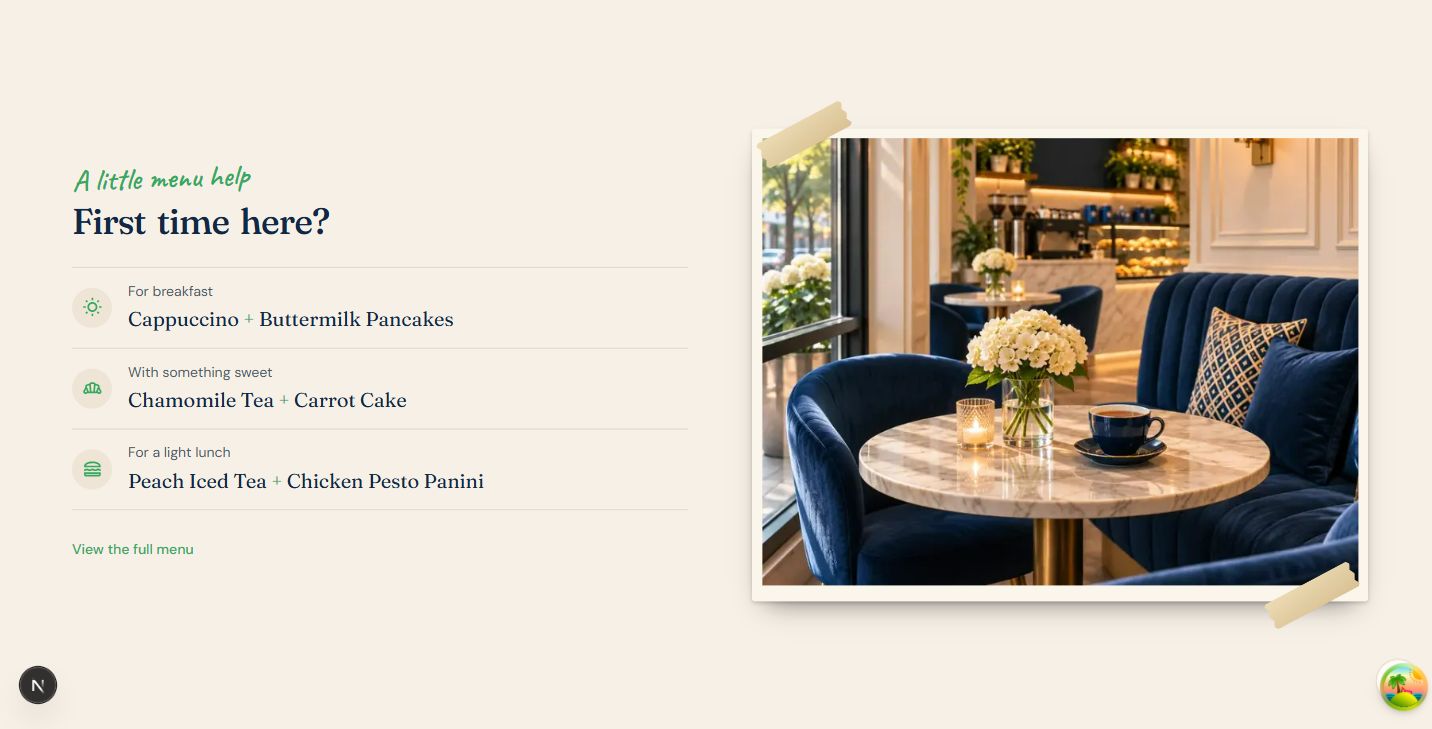 A little menu help
First time here?
For breakfast
Cappuccino + Buttermilk Pancakes
With something sweet
Chamomile Tea + Carrot Cake
For a light lunch
Peach Iced Tea + Chicken Pesto Panini
View the full menu
N